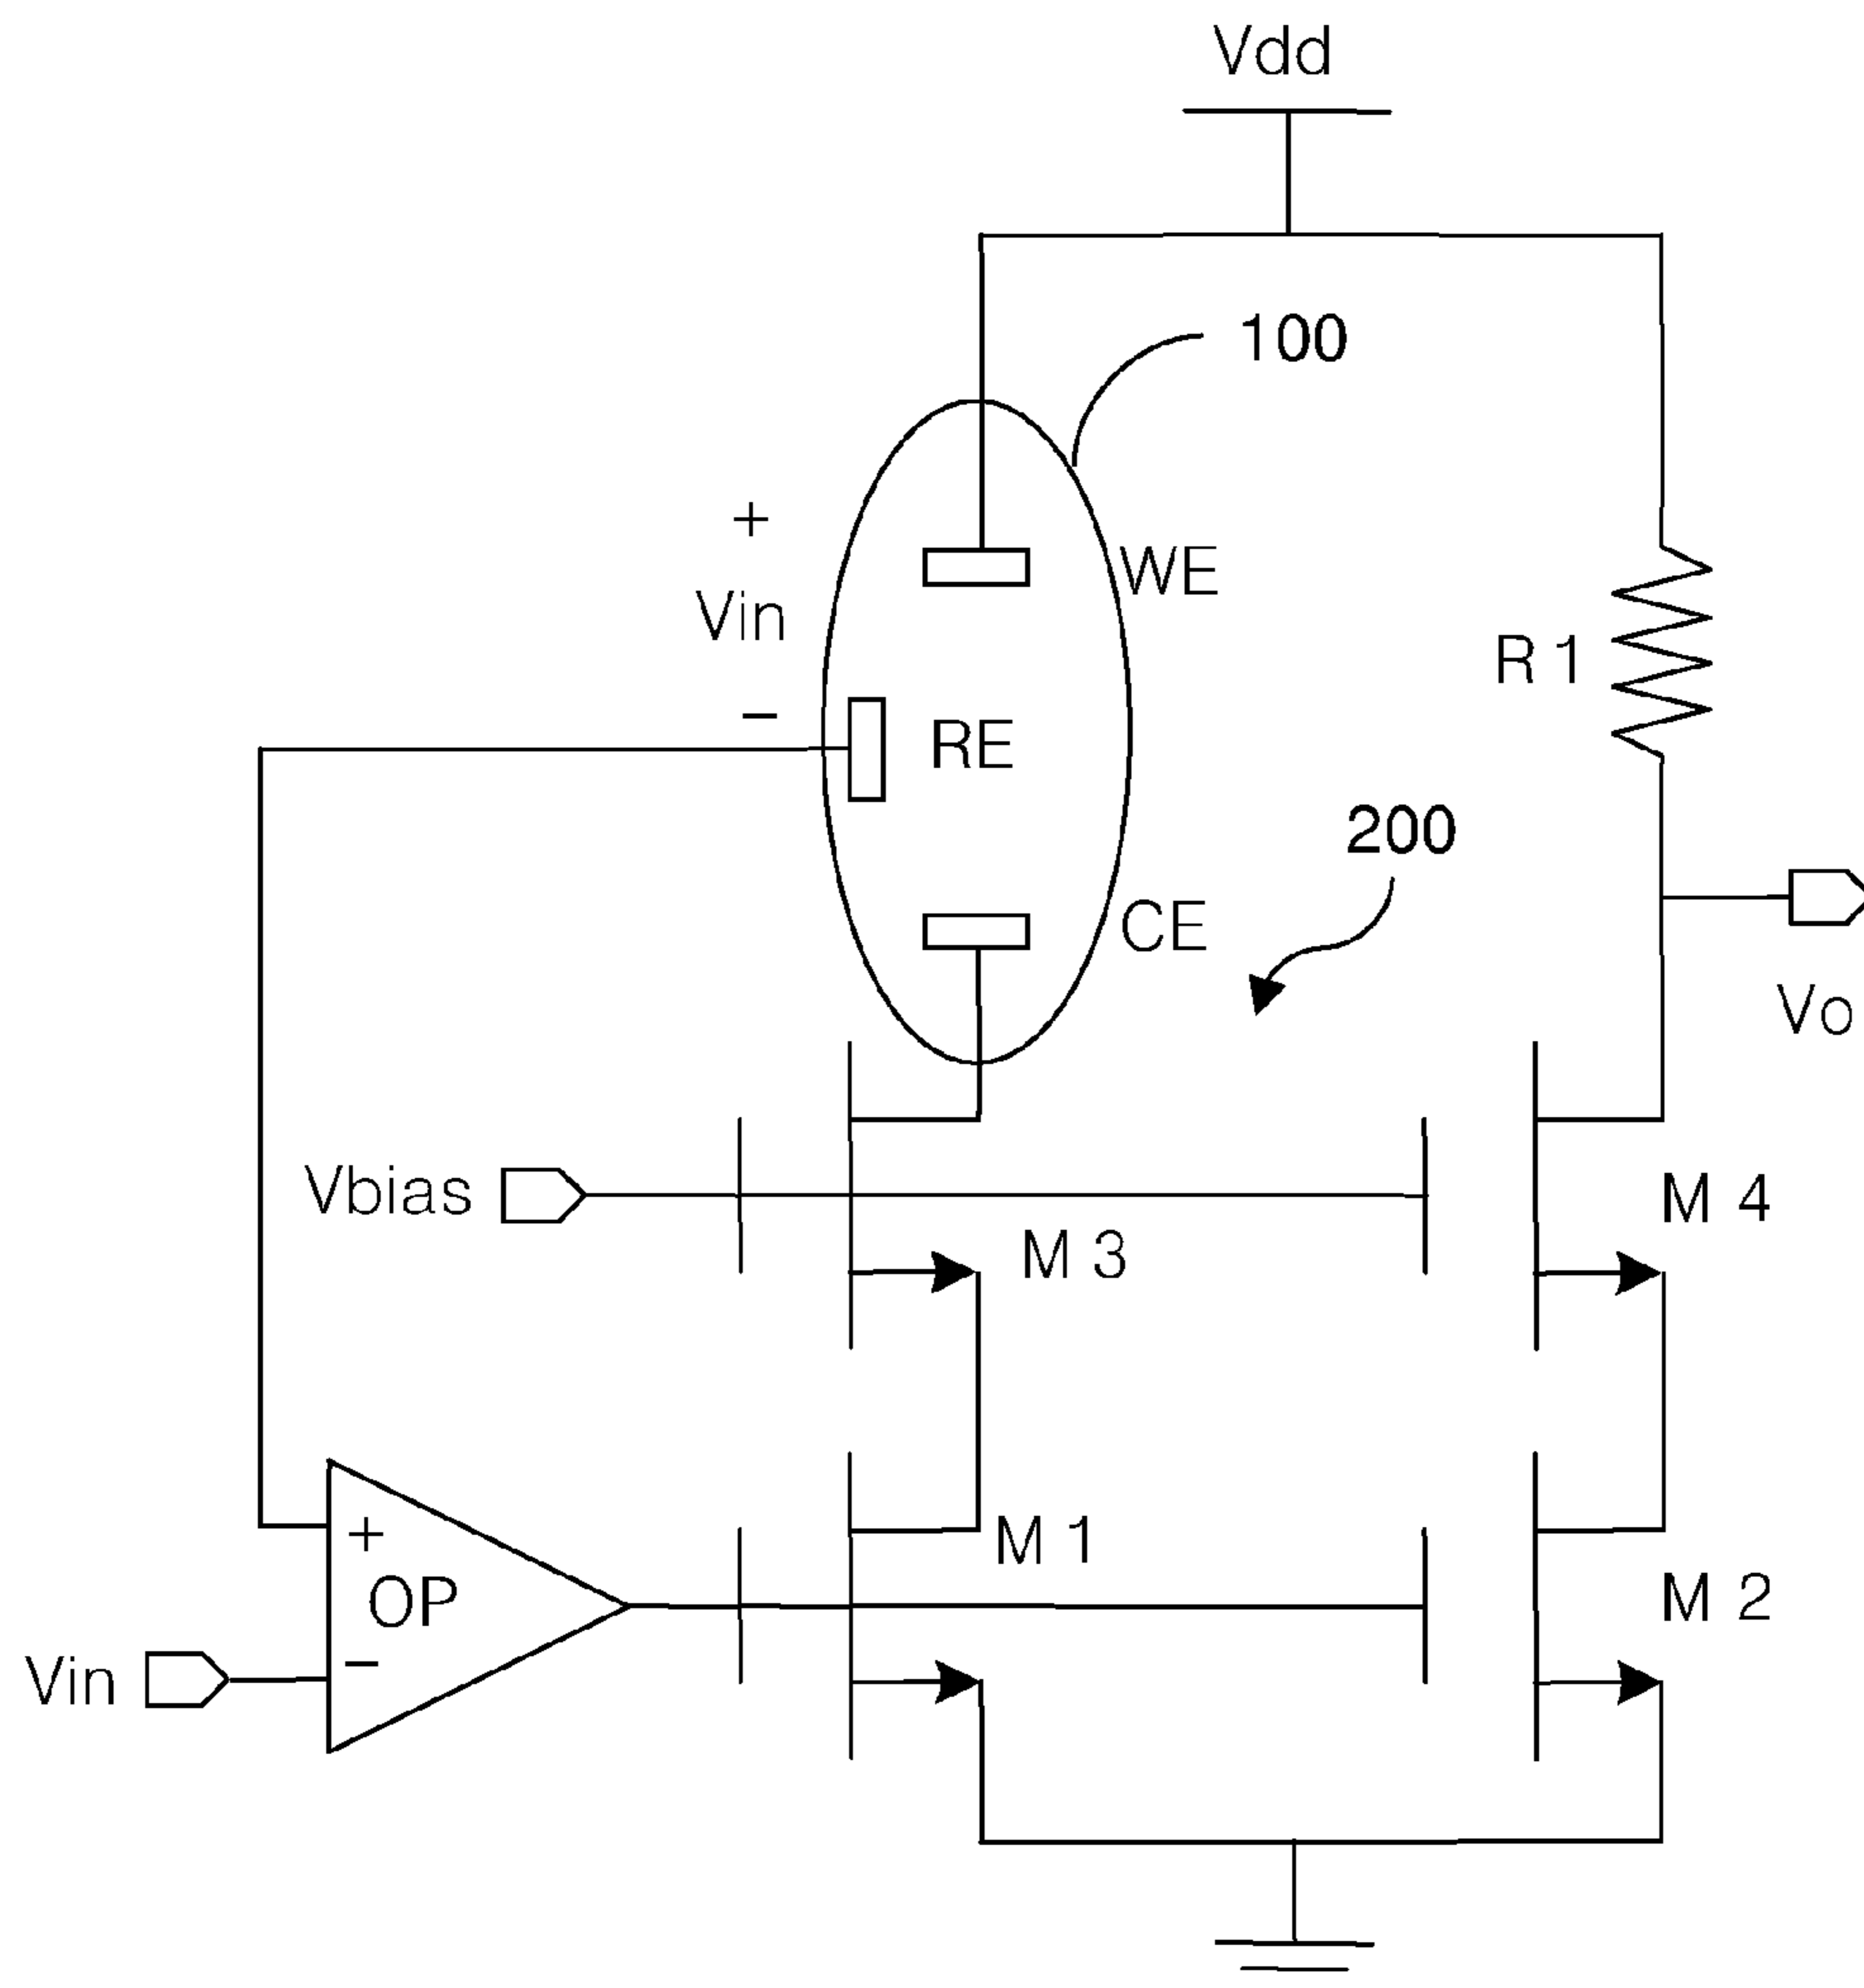 Vdd
100
+
WE
Vin
R 1
−
RE
200
CE
Vo
Vbias
M 4
M 3
+
M 1
OP
M 2
−
Vin